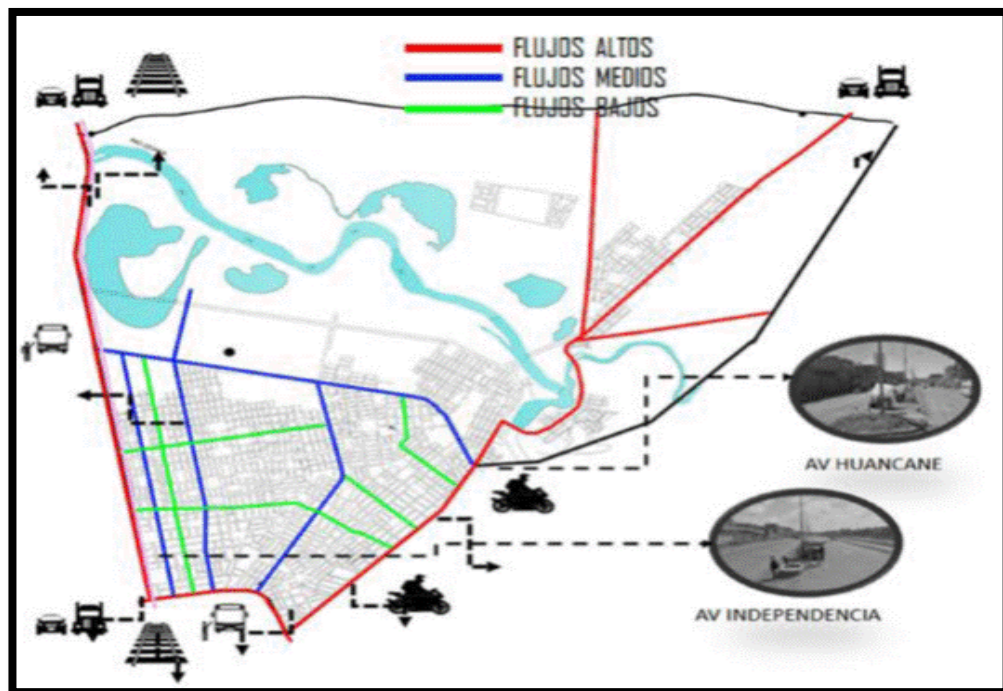 FLUJOS ALTOS
FLUJOS MEDIOS
FLUJOS BAJOS
AV HUANCANE
AV INDEPENDENCIA